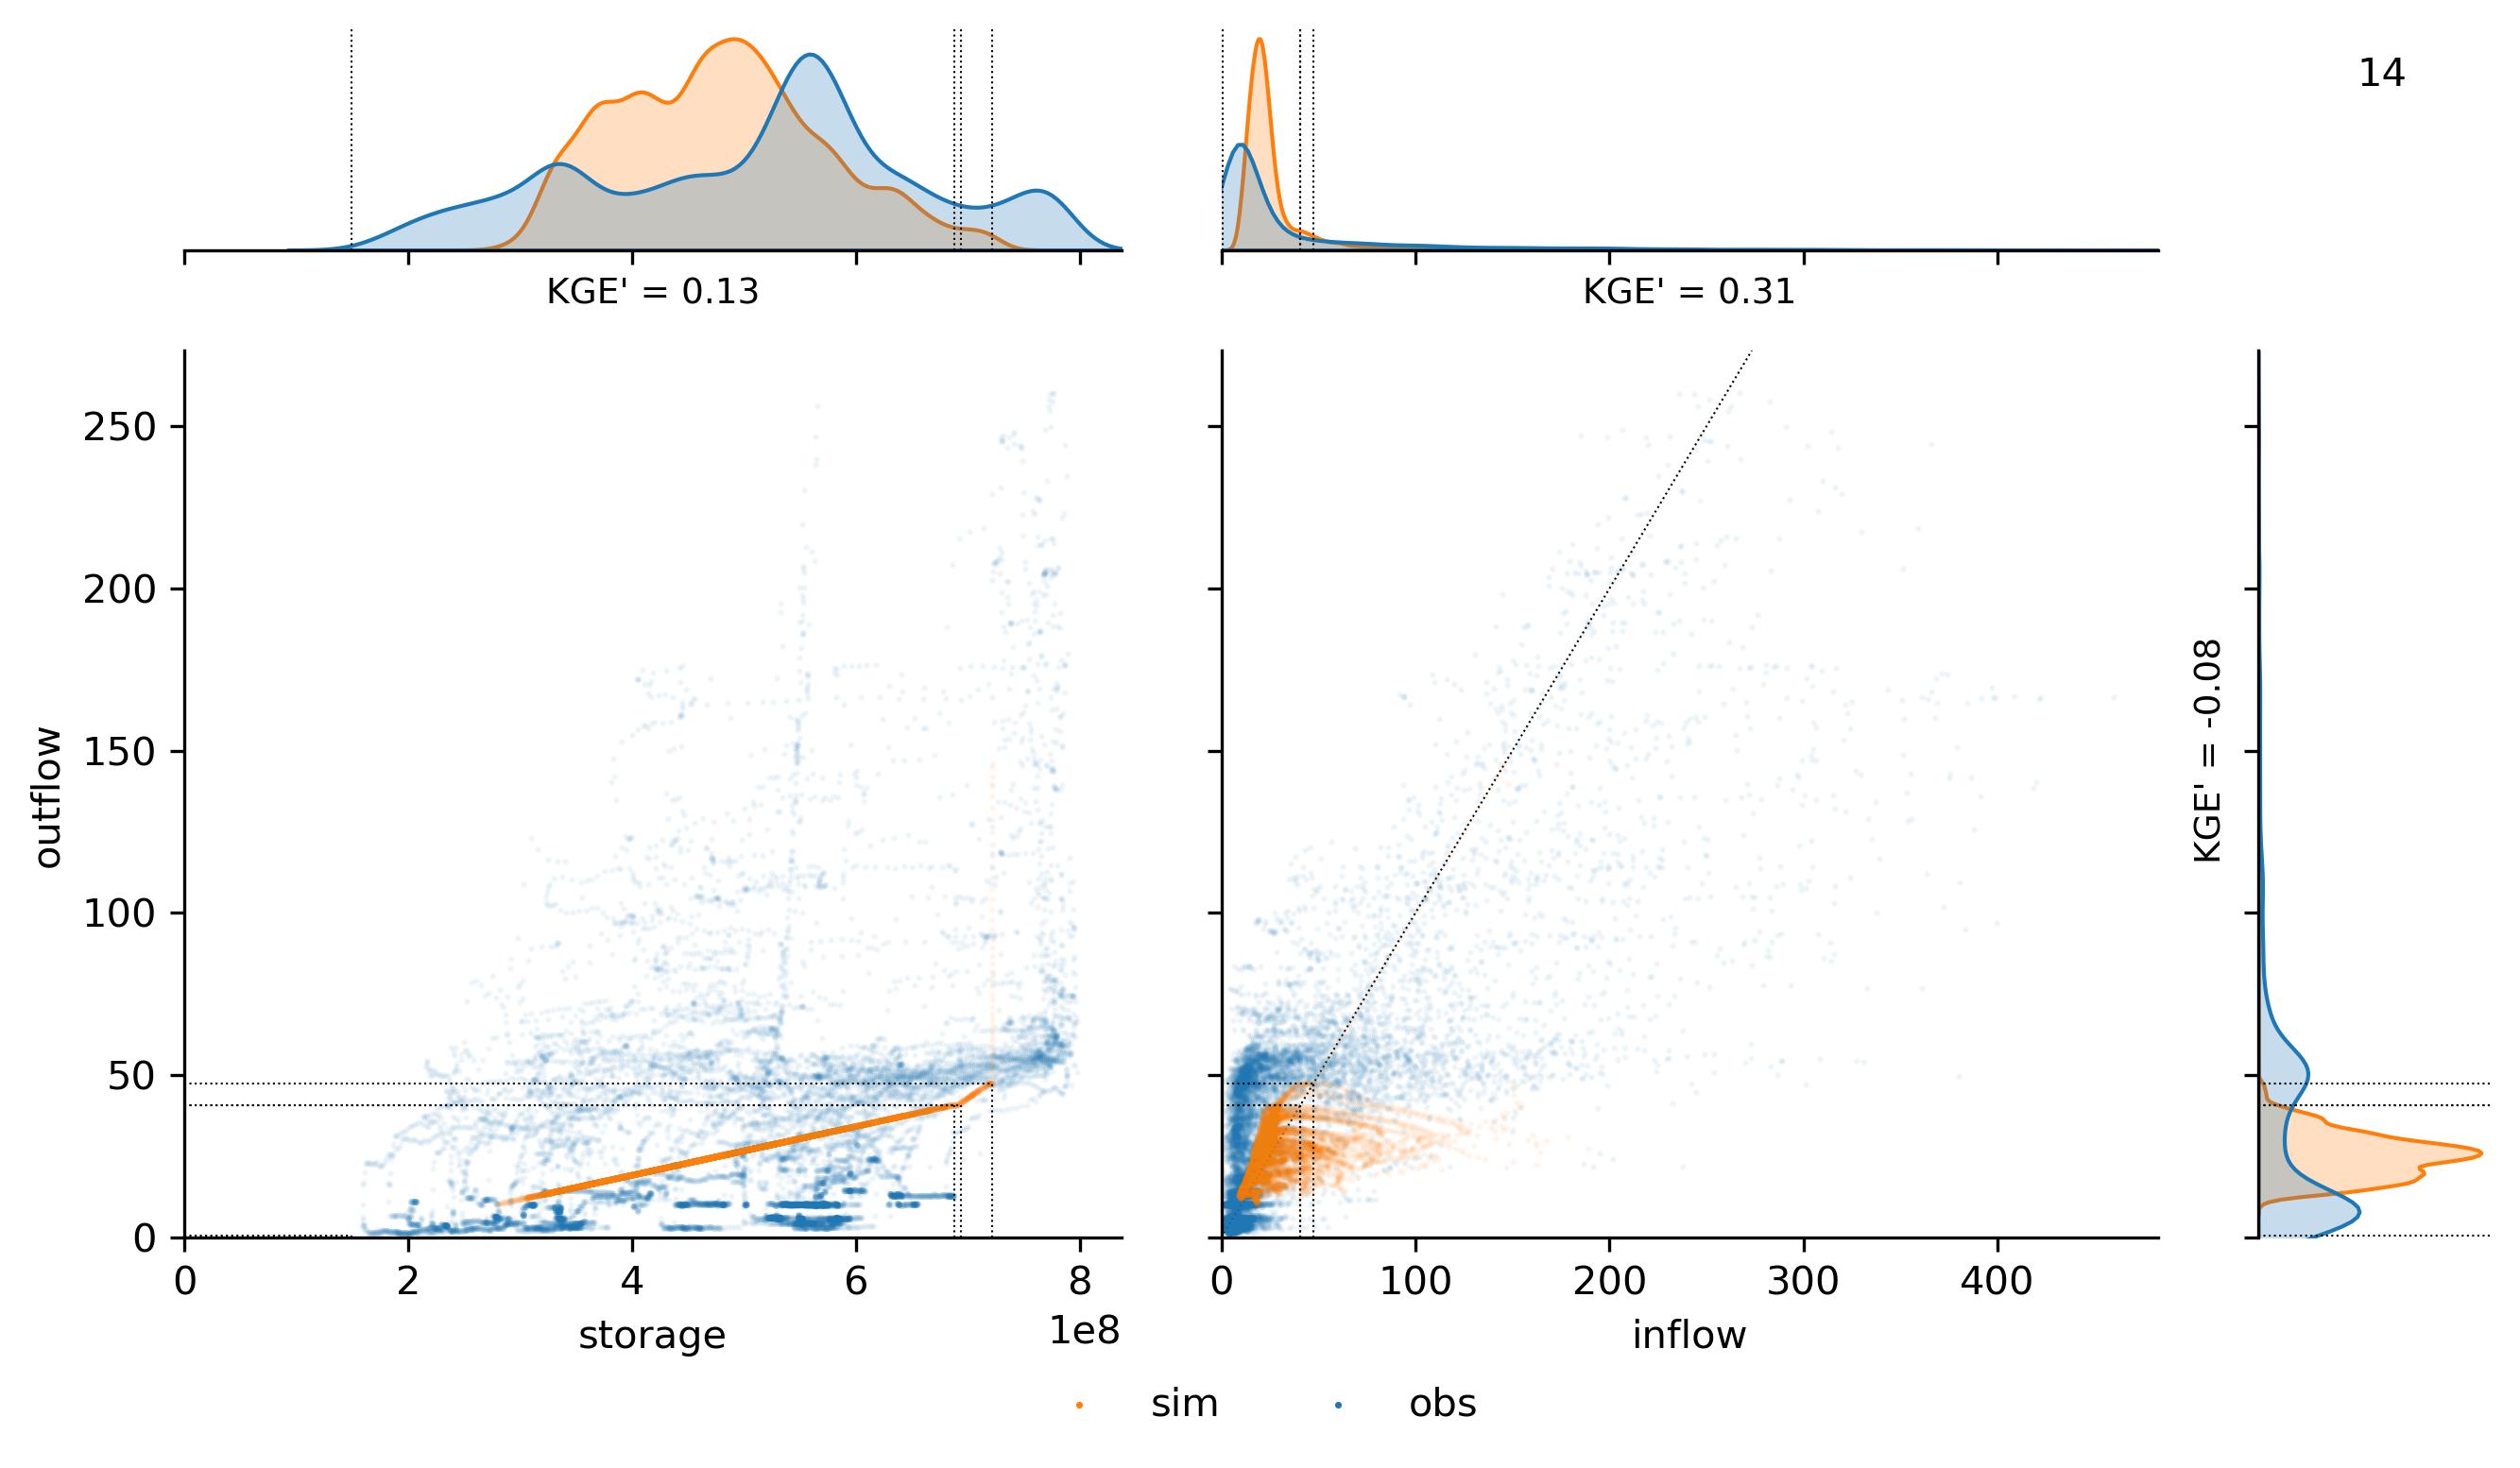 14
KGE' = 0.13
KGE' = 0.31
250
200
150
100
50
0
outflow
KGE' = -0.08
0 2 4 6 8
1e8
storage
0 100 200 300 400
inflow
sim obs